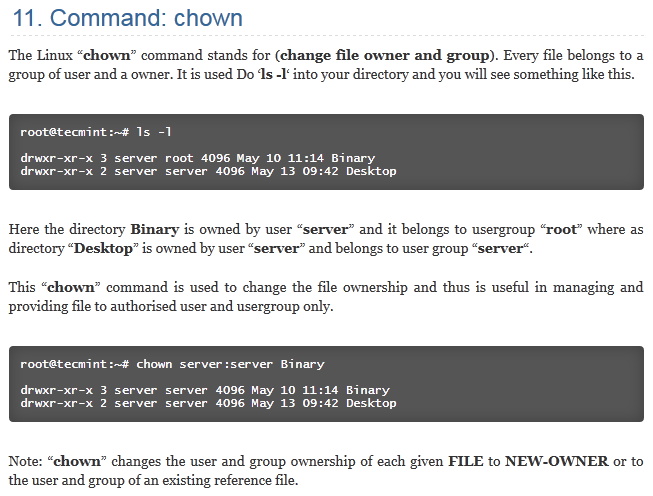 11. Command: chown
The Linux “chown” command stands for (change file owner and group). Every file belongs to a
group of user and a owner. It is used Do ‘ls -l‘ into your directory and you will see something like this.
root@tecmint:~# ls -l
drwxr-xr-x 3 server root 4096 May 10 11:14 Binary
drwxr-xr-x 2 server server 4096 May 13 09:42 Desktop
Here the directory Binary is owned by user “server” and it belongs to usergroup “root” where as
directory “Desktop” is owned by user “server” and belongs to user group “server“.
This “chown” command is used to change the file ownership and thus is useful in managing and
providing file to authorised user and usergroup only.
root@tecmint:~# chown server:server Binary
drwxr-xr-x 3 server server 4096 May 10 11:14 Binary
drwxr-xr-x 2 server server 4096 May 13 09:42 Desktop
Note: “chown” changes the user and group ownership of each given FILE to NEW-OWNER or to
the user and group of an existing reference file.